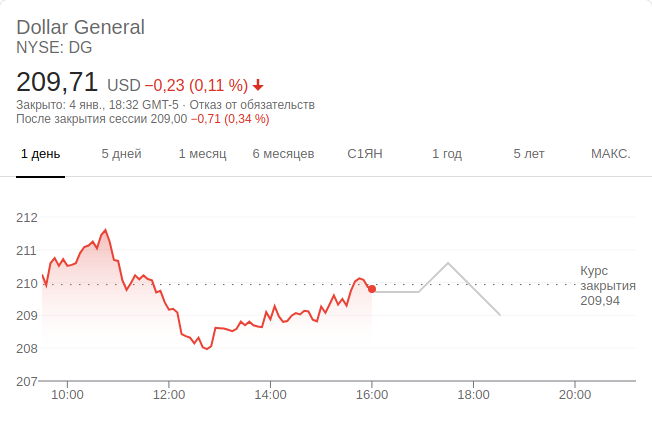 Dollar General
NYSE: DG
209,71 USD −0,23 (0,11 %)
Закрыто: 4 янв., 18:32 GMT-5 · Отказ от обязательств
После закрытия сессии 209,00 −0,71 (0,34 %)
1 день 5 дней 1 месяц 6 месяцев С1ЯН 1 год 5 лет МАКС.
212
211
210
209
208
207
Курс
закрытия
209,94
10:00 12:00 14:00 16:00 18:00 20:00